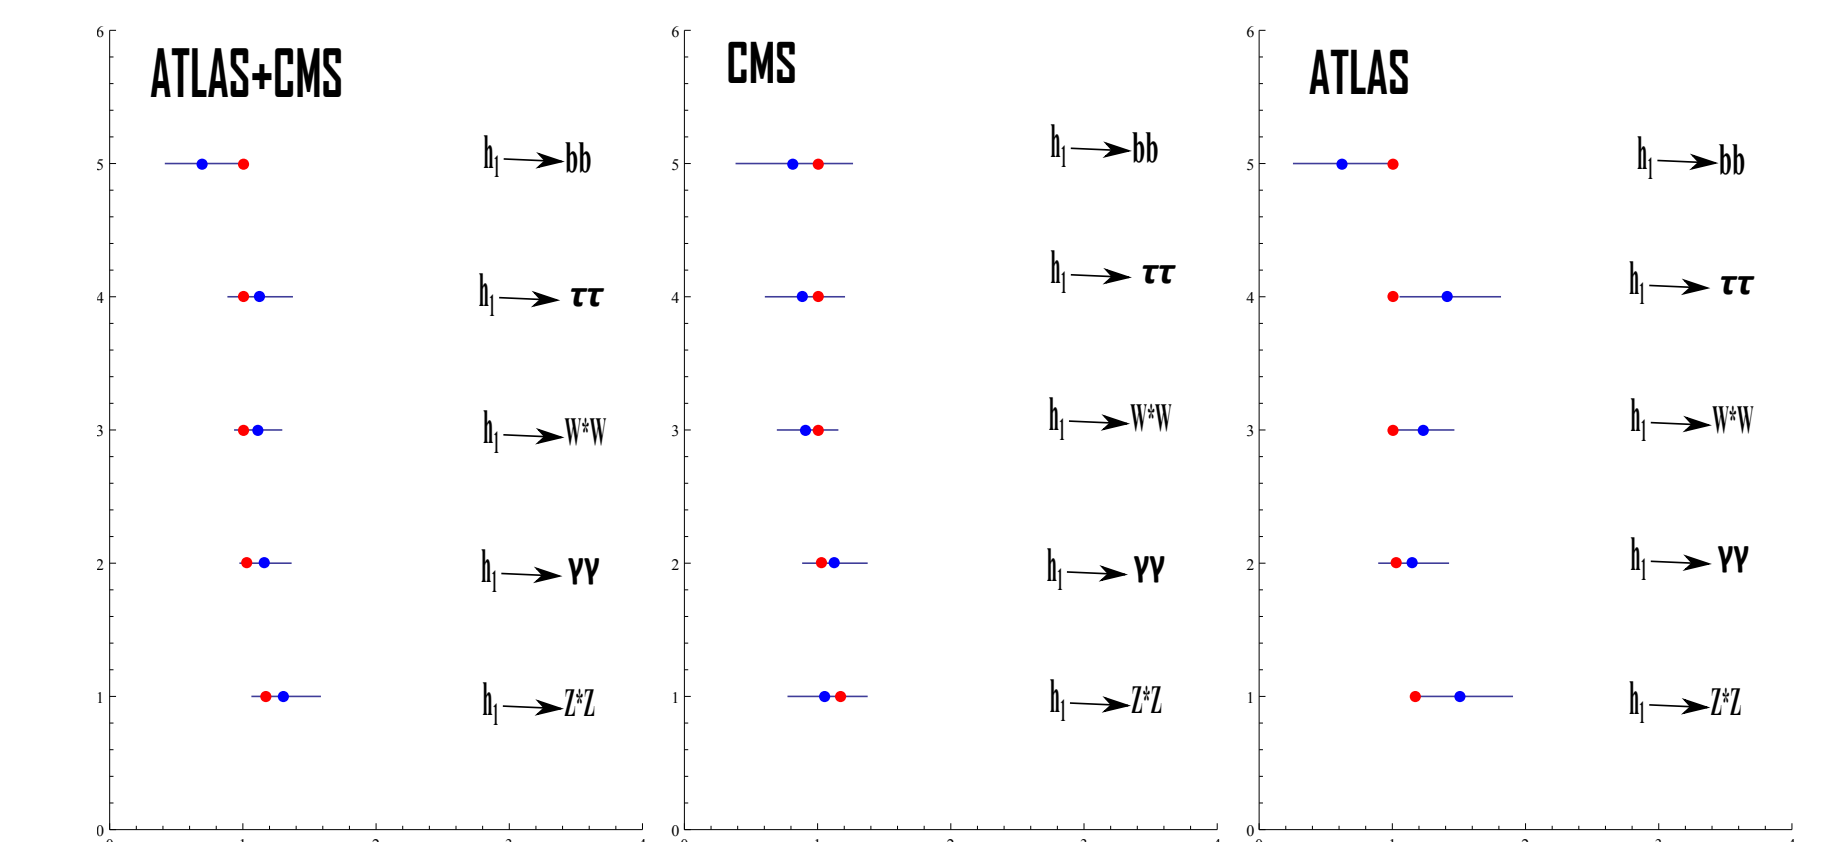 ATLAS+CMS
6
5
4
3
2
1
0
h1 bb
h1 ττ
h1 W*W
h1 γγ
h1 Z*Z
CMS
6
5
4
3
2
1
0
h1 bb
h1 ττ
h1 W*W
h1 γγ
h1 Z*Z
ATLAS
6
5
4
3
2
1
0
h1 bb
h1 ττ
h1 W*W
h1 γγ
h1 Z*Z